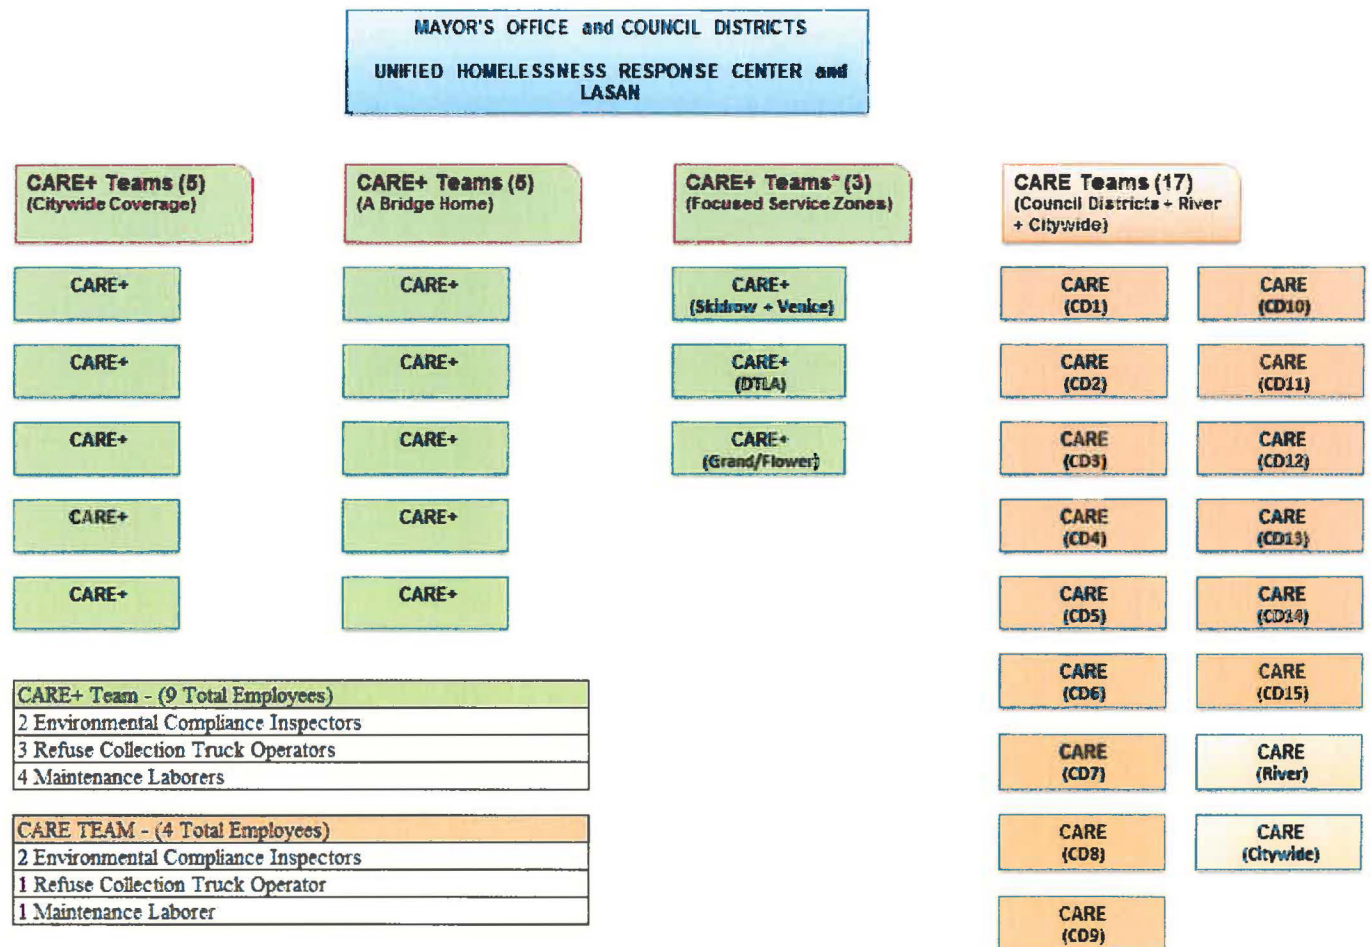 MAYOR'S OFFICE and COUNCIL DISTRICTS
UNIFIED HOMELESSNESS RESPONSE CENTER and
LASAN
CARE+ Teams (5)
(Citywide Coverage)
CARE+
CARE+
CARE+
CARE+
CARE+
CARE+ Teams (5)
(A Bridge Home)
CARE+
CARE+
CARE+
CARE+
CARE+
CARE+ Teams* (3)
(Focused Service Zones)
CARE+
(Skidrow + Venice)
CARE+
(DTLA)
CARE+
(Grand/Flower)
CARE Teams (17)
(Council Districts + River
+ Citywide)
CARE
(CD1)
CARE
(CD2)
CARE
(CD3)
CARE
(CD4)
CARE
(CD5)
CARE
(CD6)
CARE
(CD7)
CARE
(CD8)
CARE
(CD9)
CARE
(CD10)
CARE
(CD11)
CARE
(CD12)
CARE
(CD13)
CARE
(CD14)
CARE
(CD15)
CARE
(River)
CARE
(Citywide)
CARE+ Team - (9 Total Employees)
2 Environmental Compliance Inspectors
3 Refuse Collection Truck Operators
4 Maintenance Laborers
CARE TEAM - (4 Total Employees)
2 Environmental Compliance Inspectors
1 Refuse Collection Truck Operator
1 Maintenance Laborer